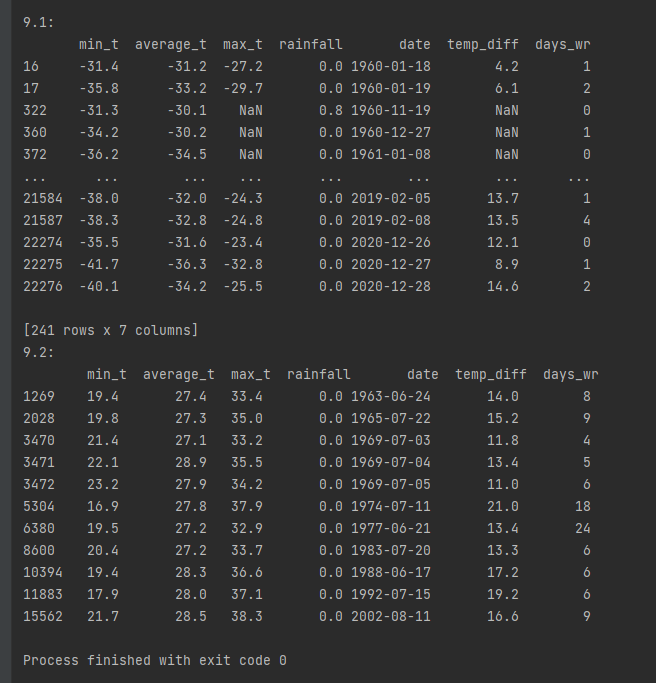 9.1:
min_t average_t max_t rainfall date temp_diff days_wr
16 -31.4 -31.2 -27.2 0.0 1960-01-18 4.2 1
17 -35.8 -33.2 -29.7 0.0 1960-01-19 6.1 2
322 -31.3 -30.1 NaN 0.8 1960-11-19 NaN 0
360 -34.2 -30.2 NaN 0.0 1960-12-27 NaN 1
372 -36.2 -34.5 NaN 0.0 1961-01-08 NaN 0
... ... ... ... ... ... ... ...
21584 -38.0 -32.0 -24.3 0.0 2019-02-05 13.7 1
21587 -38.3 -32.8 -24.8 0.0 2019-02-08 13.5 4
22274 -35.5 -31.6 -23.4 0.0 2020-12-26 12.1 0
22275 -41.7 -36.3 -32.8 0.0 2020-12-27 8.9 1
22276 -40.1 -34.2 -25.5 0.0 2020-12-28 14.6 2
[241 rows x 7 columns]
9.2:
min_t average_t max_t rainfall date temp_diff days_wr
1269 19.4 27.4 33.4 0.0 1963-06-24 14.0 8
2028 19.8 27.3 35.0 0.0 1965-07-22 15.2 9
3470 21.4 27.1 33.2 0.0 1969-07-03 11.8 4
3471 22.1 28.9 35.5 0.0 1969-07-04 13.4 5
3472 23.2 27.9 34.2 0.0 1969-07-05 11.0 6
5304 16.9 27.8 37.9 0.0 1974-07-11 21.0 18
6380 19.5 27.2 32.9 0.0 1977-06-21 13.4 24
8600 20.4 27.2 33.7 0.0 1983-07-20 13.3 6
10394 19.4 28.3 36.6 0.0 1988-06-17 17.2 6
11883 17.9 28.0 37.1 0.0 1992-07-15 19.2 6
15562 21.7 28.5 38.3 0.0 2002-08-11 16.6 9
Process finished with exit code 0